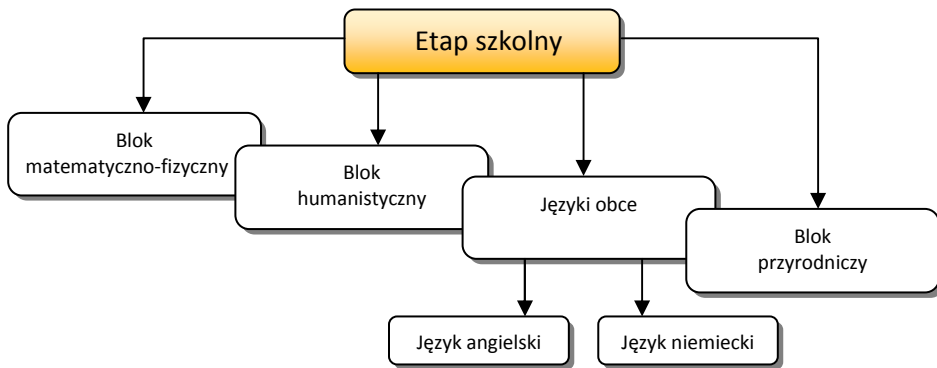 Etap szkolny
Blok
matematyczno-fizyczny
Blok
humanistyczny
Języki obce
Blok
przyrodniczy
Język angielski
Język niemiecki